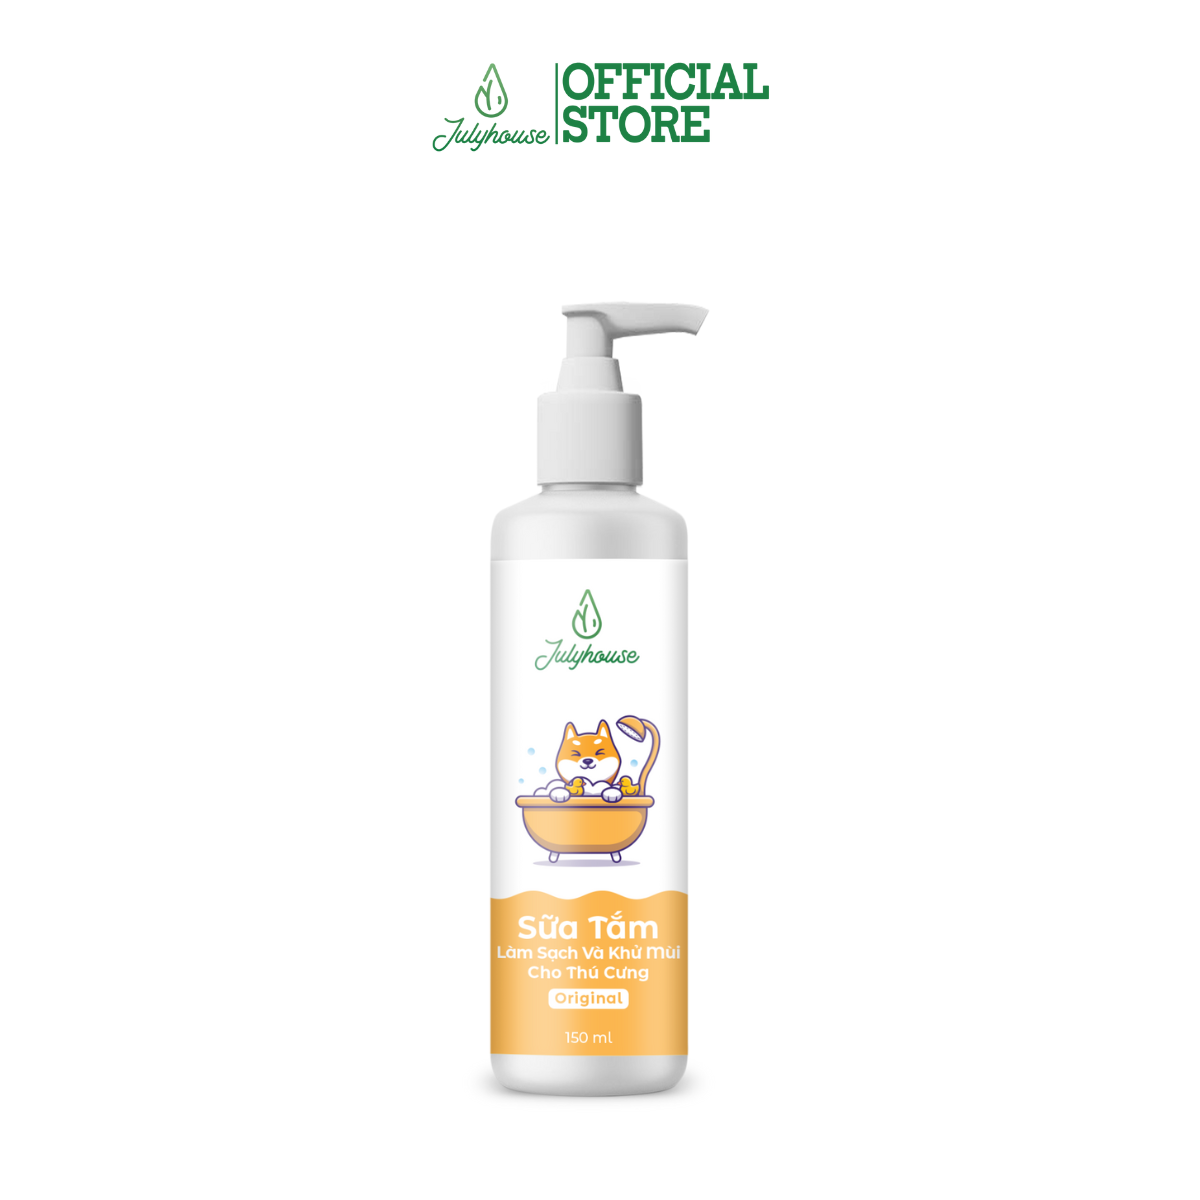 Julyhouse
OFFICIAL
STORE
Julyhouse
Sữa Tắm
Làm Sạch Và Khử Mùi
Cho Thú Cưng
Original
150 ml